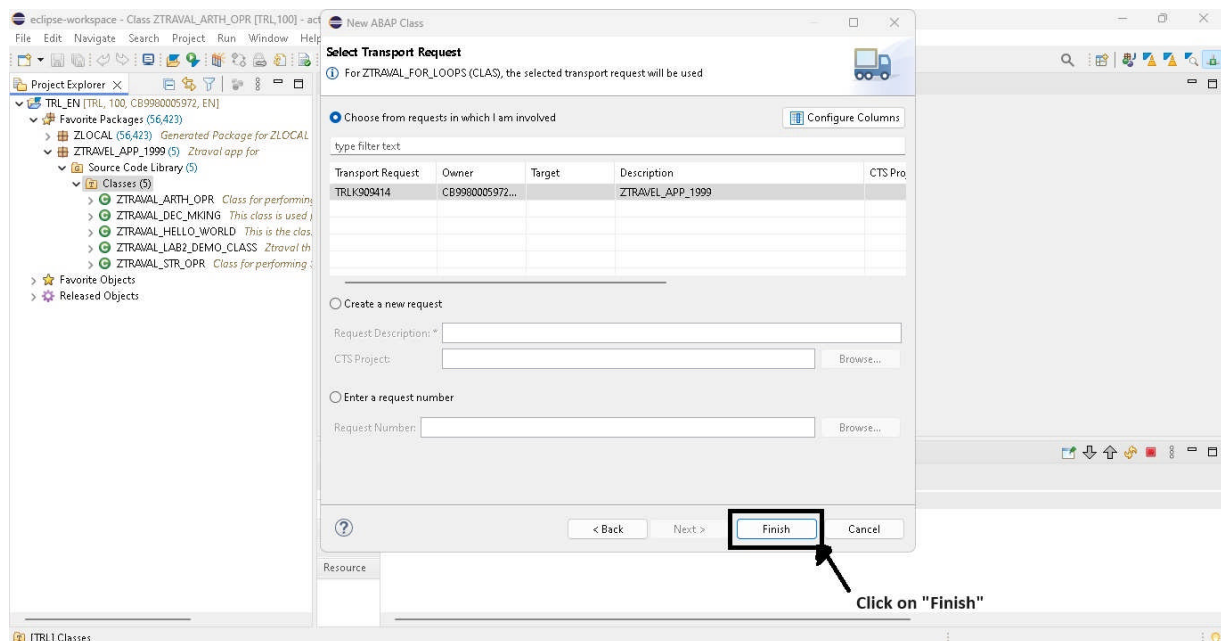 eclipse-workspace - Class ZTRAVAL_ARTH_OPR [TRL,100] - act
File Edit Navigate Search Project Run Window Help
Project Explorer
TRL_EN [TRL, 100, CB9980005972, EN]
Favorite Packages (56,423)
ZLOCAL (56,423) Generated Package for ZLOCAL
ZTRAVEL_APP_1999 (5) Ztraval app for
Source Code Library (5)
Classes (5)
ZTRAVAL_ARTH_OPR Class for performing
ZTRAVAL_DEC_MKING This class is used
ZTRAVAL_HELLO_WORLD This is the clas
ZTRAVAL_LAB2_DEMO_CLASS Ztraval th
ZTRAVAL_STR_OPR Class for performing
Favorite Objects
Released Objects
New ABAP Class
Select Transport Request
For ZTRAVAL_FOR_LOOPS (CLAS), the selected transport request will be used
Choose from requests in which I am involved
Configure Columns
type filter text
Transport Request Owner Target Description CTS Pro
TRLK909414 CB9980005972... ZTRAVEL_APP_1999
Create a new request
Request Description: *
CTS Project: Browse...
Enter a request number
Request Number: Browse...
< Back Next > Finish Cancel
Resource
Click on "Finish"
[TRL] Classes